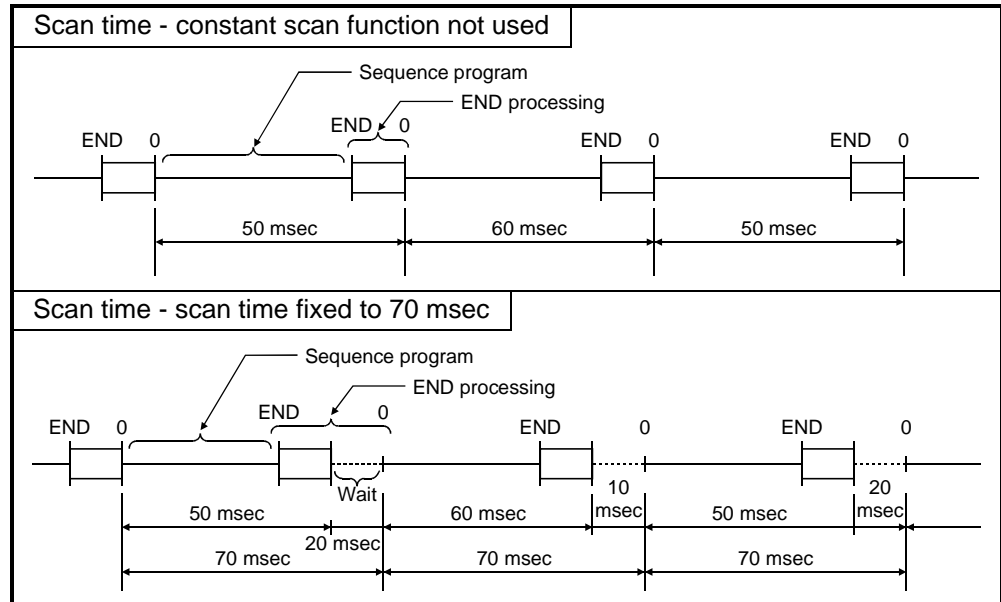 Scan time - constant scan function not used
Sequence program
END processing
END 0 END 0 END 0 END 0
50 msec 60 msec 50 msec
Scan time - scan time fixed to 70 msec
Sequence program
END processing
END 0 END 0 END 0 END 0
Wait
10
msec
20
msec
50 msec 60 msec 50 msec
20 msec
70 msec 70 msec 70 msec